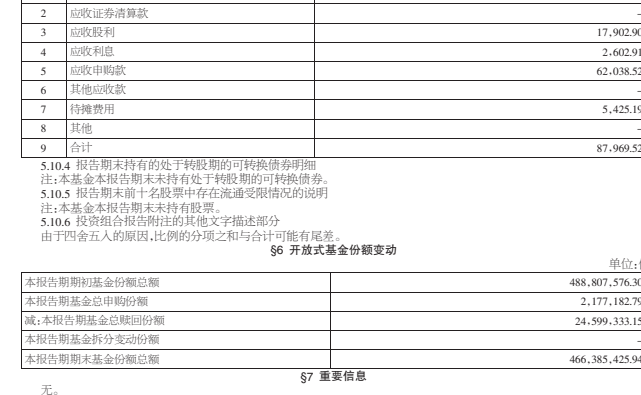 2 应收证券清算款 -
3 应收股利 17,902.90
4 应收利息 2,602.91
5 应收申购款 62,038.52
6 其他应收款 -
7 待摊费用 5,425.19
8 其他 -
9 合计 87,969.52
5.10.4 报告期末持有的处于转股期的可转换债券明细
注:本基金本报告期末未持有处于转股期的可转换债券。
5.10.5 报告期末前十名股票中存在流通受限情况的说明
注:本基金本报告期末未持有股票。
5.10.6 投资组合报告附注的其他文字描述部分
由于四舍五入的原因,比例的分项之和与合计可能有尾差。
§6 开放式基金份额变动
单位:
本报告期期初基金份额总额 488,807,576.30
本报告期基金总申购份额 2,177,182.79
减:本报告期基金总赎回份额 24,599,333.15
本报告期基金拆分变动份额 -
本报告期期末基金份额总额 466,385,425.94
§7 重要信息
无。